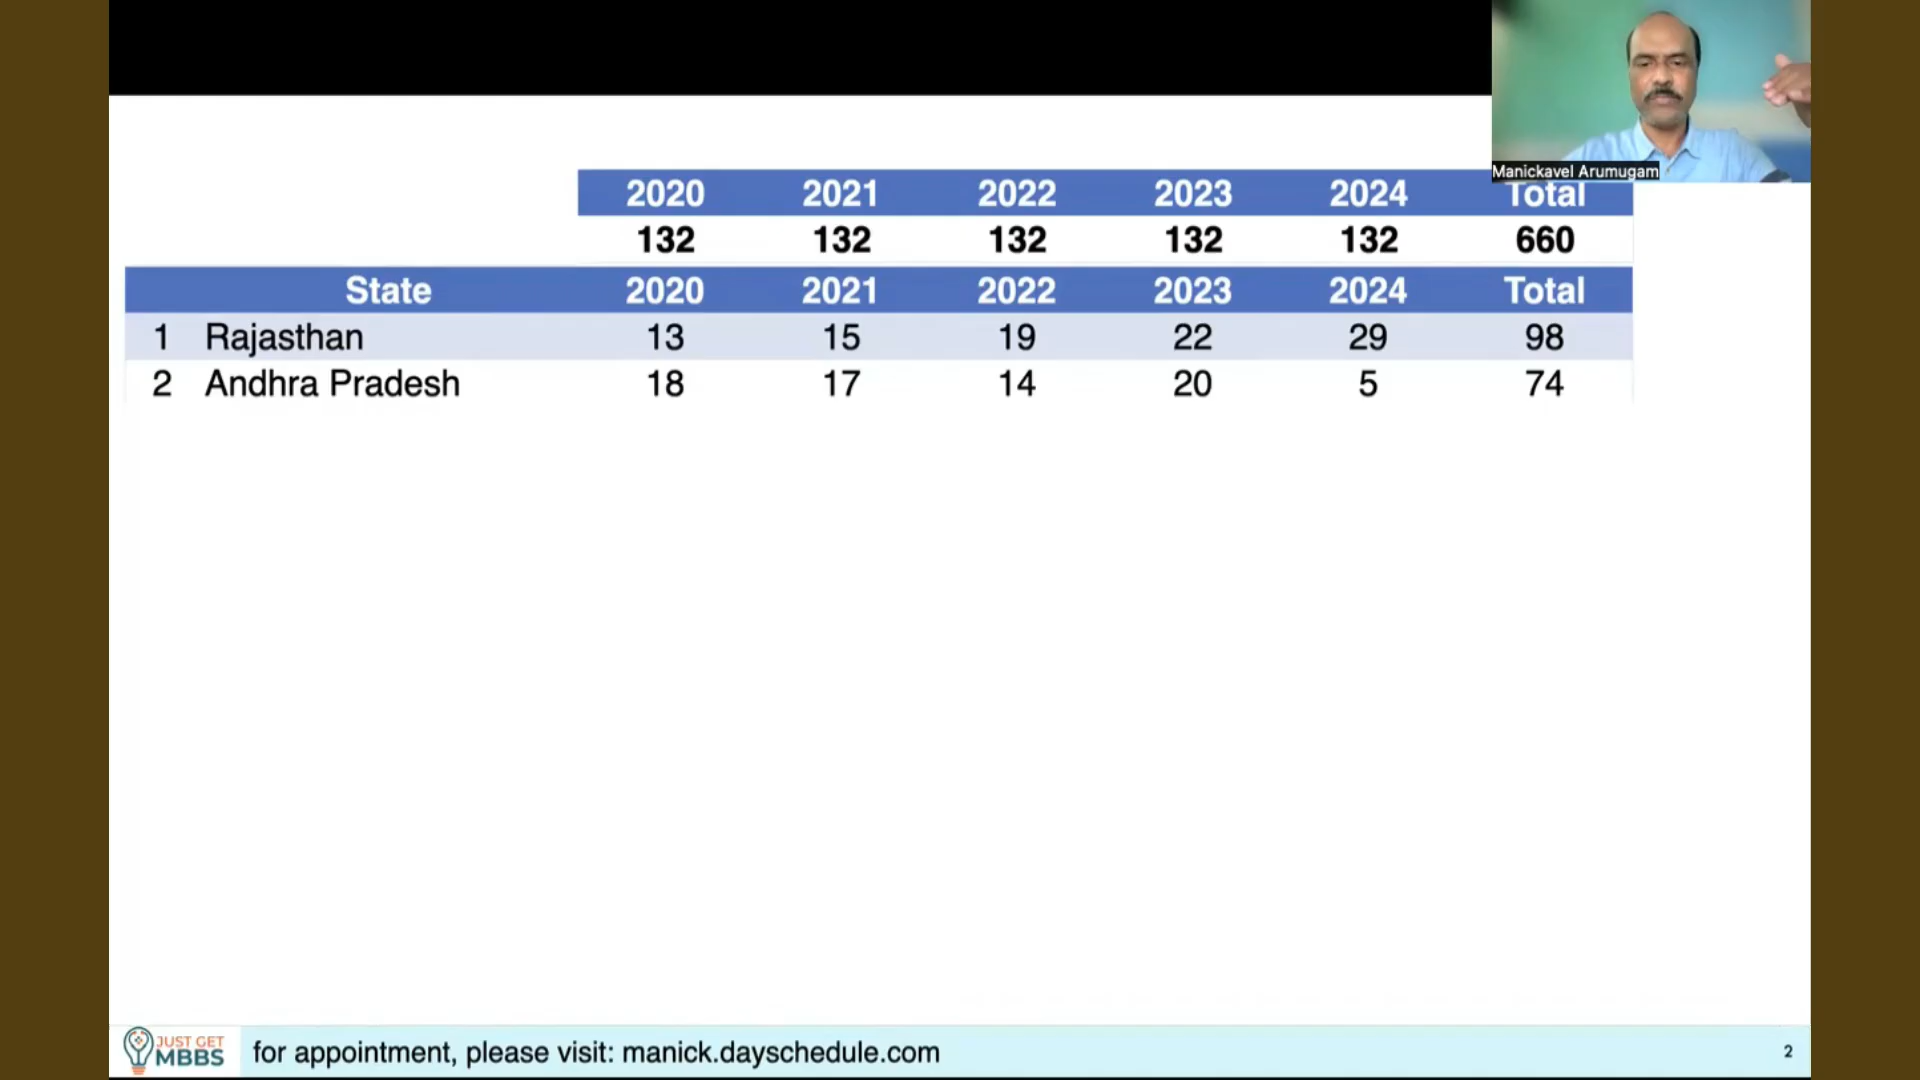 Manickavel Arumugam
2020 2021 2022 2023 2024 Total
132 132 132 132 132 660
State 2020 2021 2022 2023 2024 Total
1 Rajasthan 13 15 19 22 29 98
2 Andhra Pradesh 18 17 14 20 5 74
JUST GET
MBBS
for appointment, please visit: manick.dayschedule.com
2